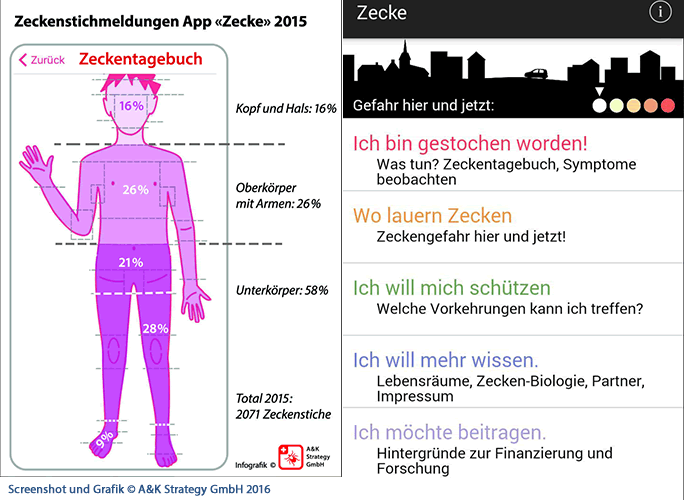 Zeckenstichmeldungen App «Zecke» 2015
Zurück
Zeckentagebuch
16%
Kopf und Hals: 16%
26%
Oberkörper
mit Armen: 26%
21%
Unterkörper: 58%
28%
Total 2015:
2071 Zeckenstiche
9%
Infografik ©
A&K
Strategy
GmbH
Zecke
i
Gefahr hier und jetzt:
Ich bin gestochen worden!
Was tun? Zeckentagebuch, Symptome
beobachten
Wo lauern Zecken
Zeckengefahr hier und jetzt!
Ich will mich schützen
Welche Vorkehrungen kann ich treffen?
Ich will mehr wissen.
Lebensräume, Zecken-Biologie, Partner,
Impressum
Ich möchte beitragen.
Hintergründe zur Finanzierung und
Forschung
Screenshot und Grafik © A&K Strategy GmbH 2016